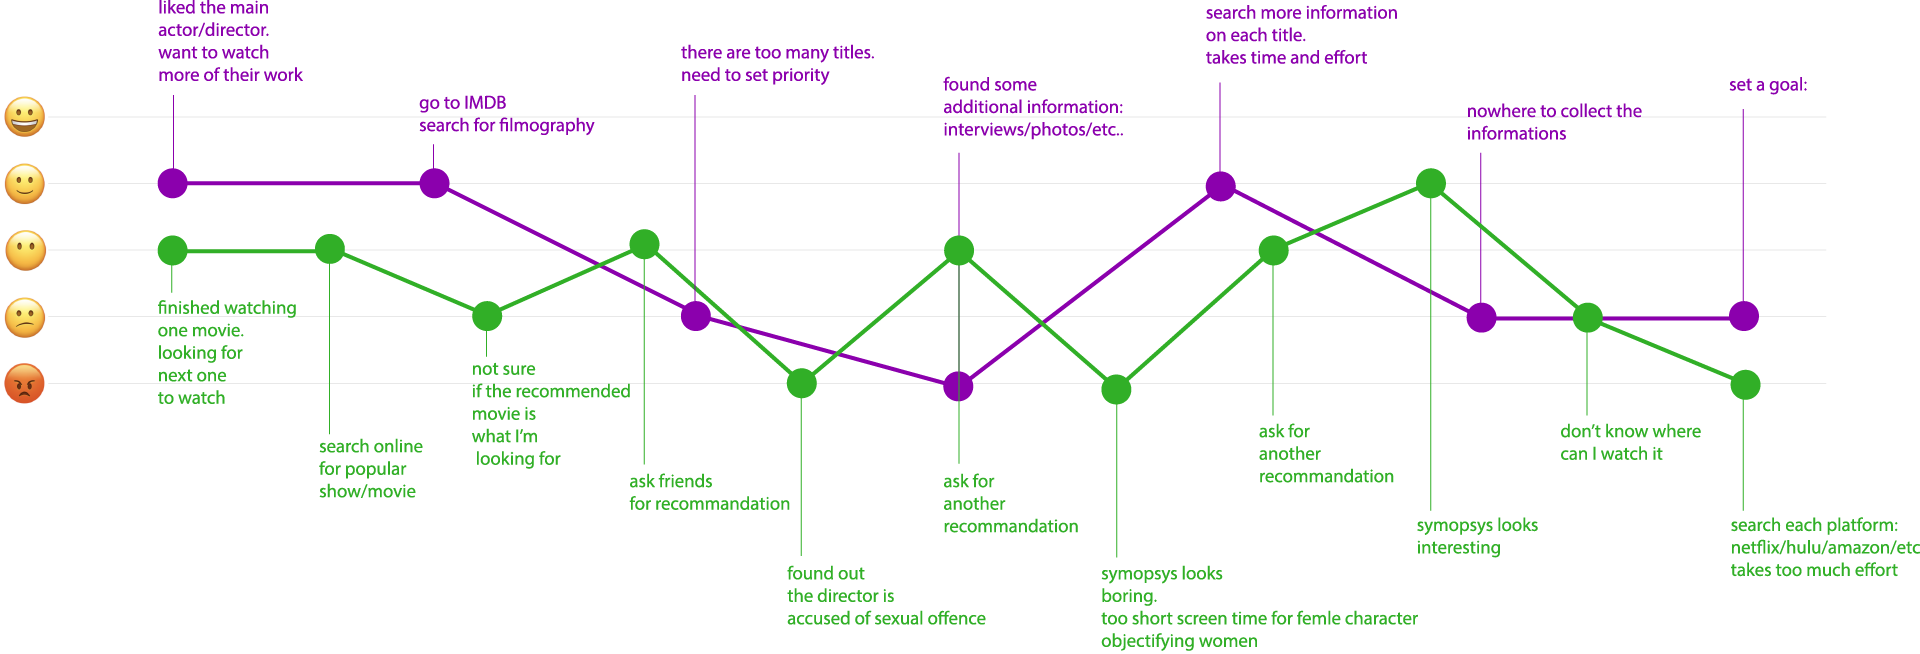 liked the main
actor/director.
want to watch
more of their work
go to IMDB
search for filmography
there are too many titles.
need to set priority
found some
additional information:
interviews/photos/etc..
search more information
on each title.
takes time and effort
nowhere to collect the
informations
set a goal:
finished watching
one movie.
looking for
next one
to watch
search online
for popular
show/movie
not sure
if the recommended
movie is
what I'm
looking for
ask friends
for recommandation
found out
the director is
accused of sexual offence
ask for
another
recommandation
symopsys looks
boring.
too short screen time for femle character
objectifying women
ask for
another
recommandation
symopsys looks
interesting
don't know where
can I watch it
search each platform:
netflix/hulu/amazon/etc
takes too much effort